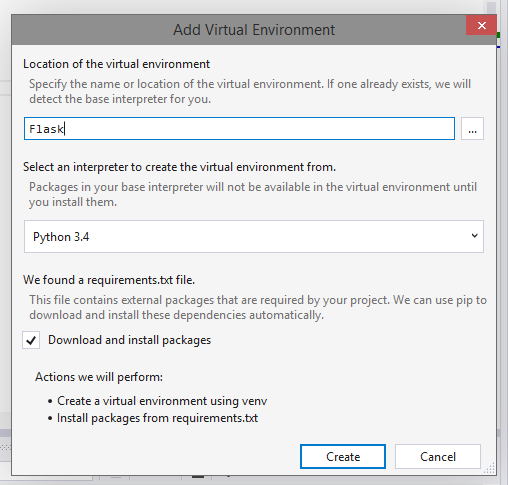 Add Virtual Environment
Location of the virtual environment
Specify the name or location of the virtual environment. If one already exists, we will
detect the base interpreter for you.
Flask
...
Select an interpreter to create the virtual environment from.
Packages in your base interpreter will not be available in the virtual environment until
you install them.
Python 3.4
We found a requirements.txt file.
This file contains external packages that are required by your project. We can use pip to
download and install these dependencies automatically.
Download and install packages
Actions we will perform:
• Create a virtual environment using venv
• Install packages from requirements.txt
Create
Cancel